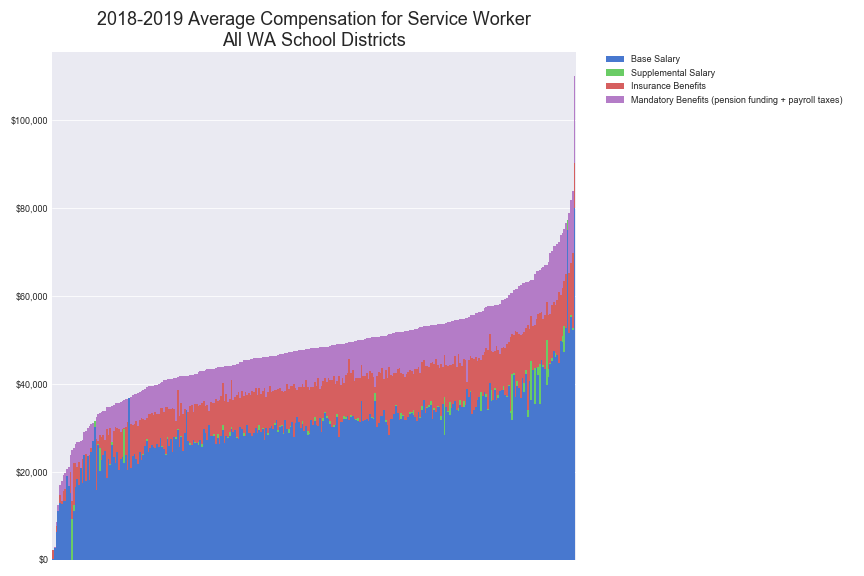 2018-2019 Average Compensation for Service Worker
All WA School Districts
Base Salary
Supplemental Salary
Insurance Benefits
Mandatory Benefits (pension funding + payroll taxes)
$100,000
$80,000
$60,000
$40,000
$20,000
$0